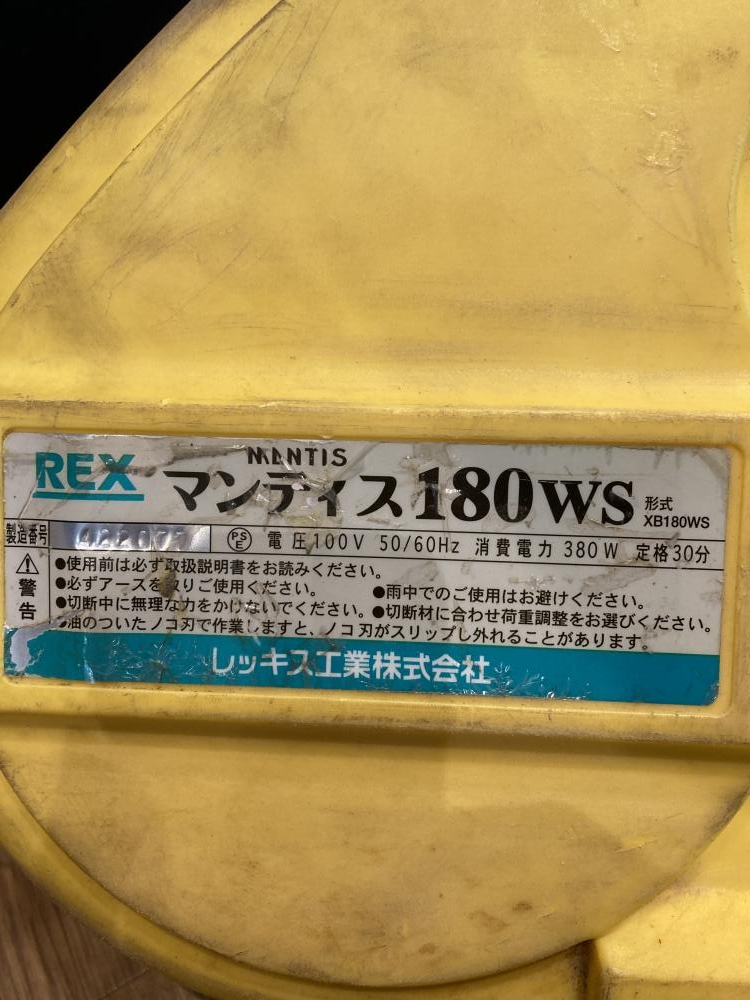 REX
MANTIS
マンティス180WS 形式
XB180WS
製造番号
PSE 電圧100V 50/60Hz 消費電力 380W 定格30分
警告
●使用前は必ず取扱説明書をお読みください。
●必ずアースを取りご使用ください。 ●雨中でのご使用はお避けください。
●切断中に無理な力をかけないでください。 ●切断材に合わせ荷重調整をお選びください。
●油のついたノコ刃で作業しますと、ノコ刃がスリップし外れることがあります。
レッキス工業株式会社